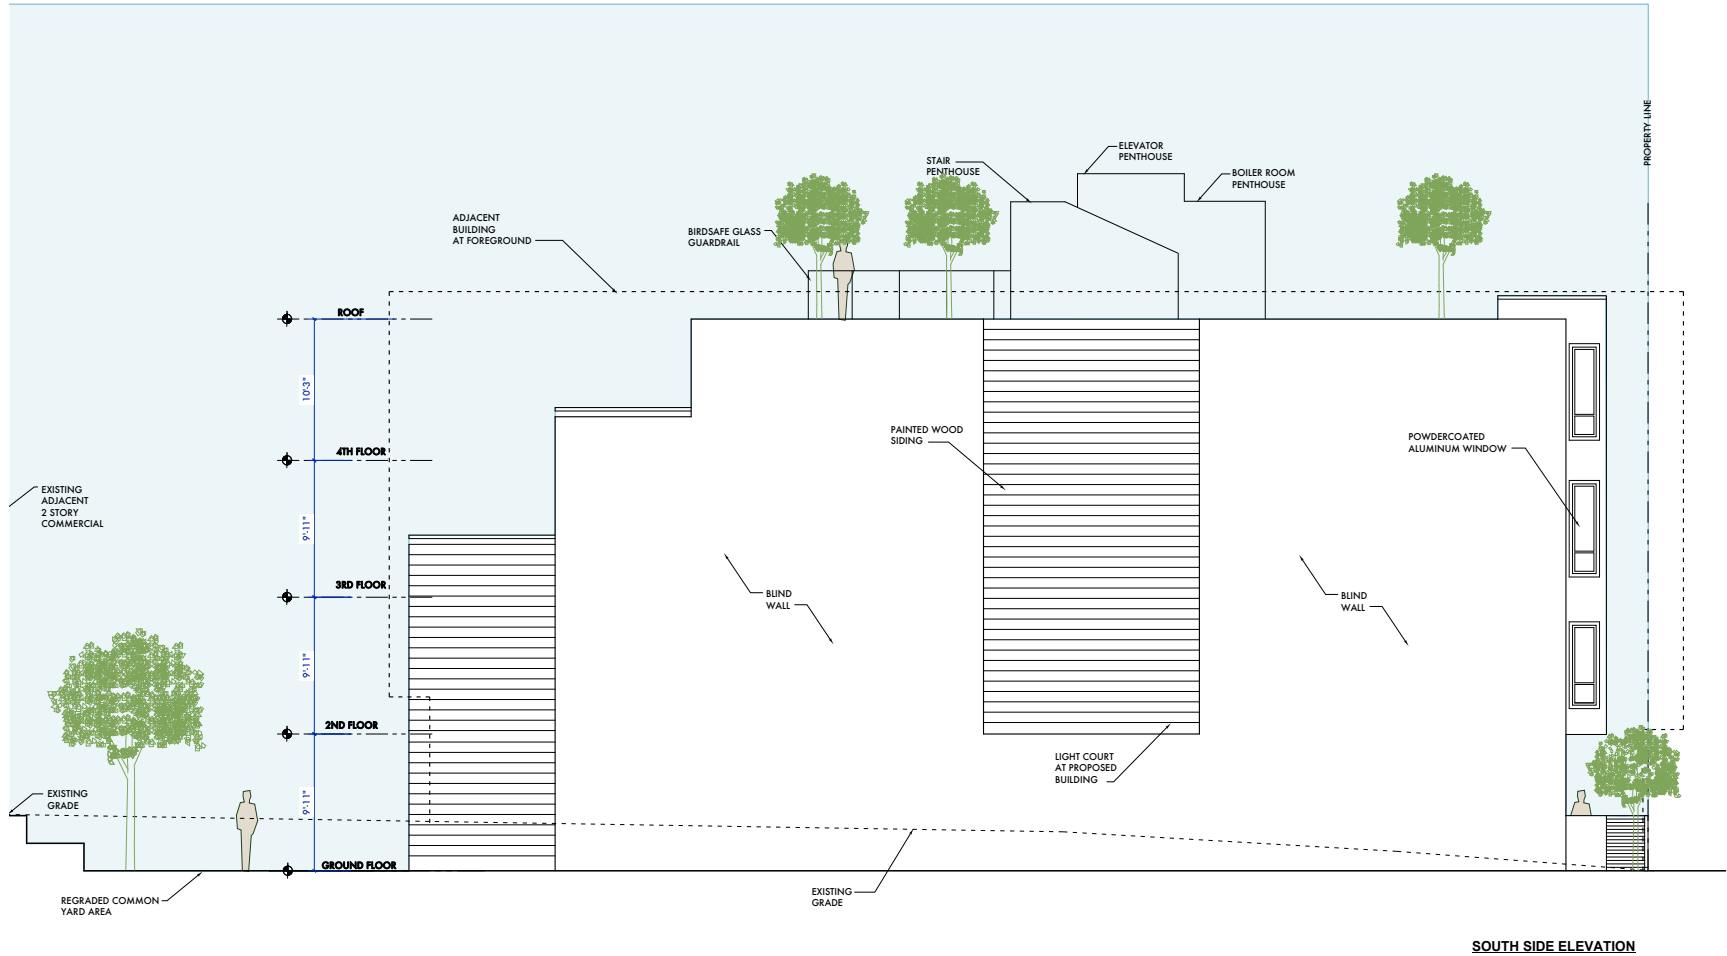 PROPERTY LINE
ELEVATOR
PENTHOUSE
STAIR
PENTHOUSE
BOILER ROOM
PENTHOUSE
ADJACENT
BUILDING
AT FOREGROUND
BIRDSAFE GLASS
GUARDRAIL
ROOF
10'-3"
4TH FLOOR
PAINTED WOOD
SIDING
POWDERCOATED
ALUMINUM WINDOW
EXISTING
ADJACENT
2 STORY
COMMERCIAL
9'-11"
3RD FLOOR
BLIND
WALL
BLIND
WALL
9'-11"
2ND FLOOR
LIGHT COURT
AT PROPOSED
BUILDING
EXISTING
GRADE
9'-11"
GROUND FLOOR
REGRADED COMMON
YARD AREA
EXISTING
GRADE
SOUTH SIDE ELEVATION